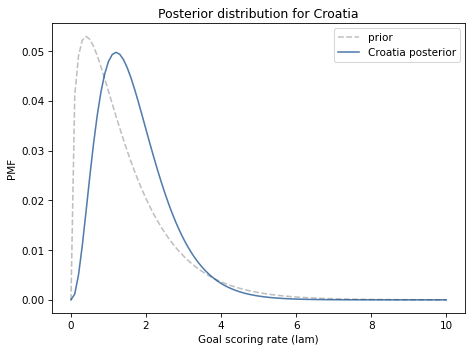 Posterior distribution for Croatia
prior
Croatia posterior
PMF
0.05
0.04
0.03
0.02
0.01
0.00
0 2 4 6 8 10
Goal scoring rate (lam)